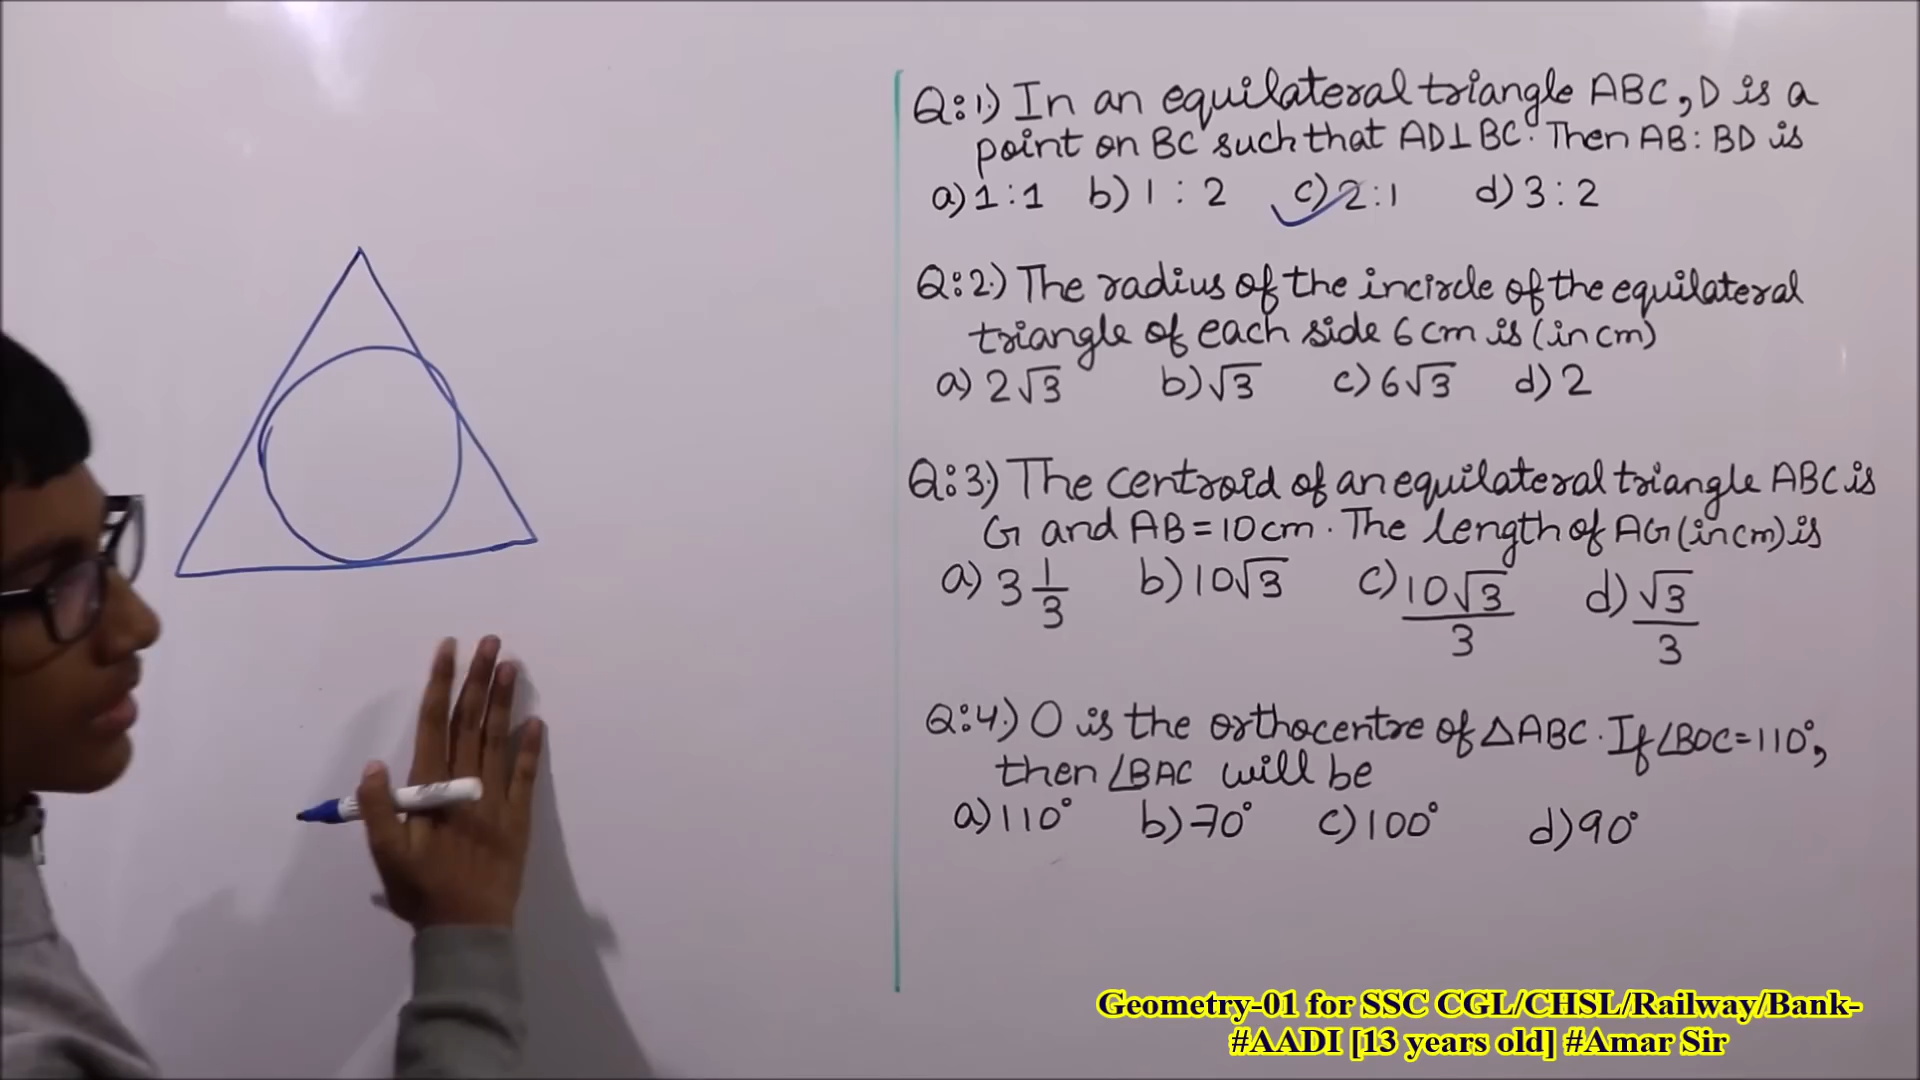 Q:1) In an equilateral triangle ABC, D is a
point on BC such that AD⊥BC. Then AB : BD is
a) 1 : 1 b) 1 : 2 c) 2 : 1 d) 3 : 2
Q:2.) The radius of the incircle of the equilateral
triangle of each side 6 cm is (in cm)
a) 2√3 b) √3 c) 6√3 d) 2
Q:3.) The centroid of an equilateral triangle ABC is
G and AB = 10 cm. The length of AG (in cm) is
a) 3 1/3 b) 10√3 c) 10√3/3 d) √3/3
Q:4.) O is the orthocentre of △ABC. If ∠BOC = 110°,
then ∠BAC will be
a) 110° b) 70° c) 100° d) 90°
Geometry-01 for SSC CGL/CHSL/Railway/Bank-
#AADI [13 years old] #Amar Sir